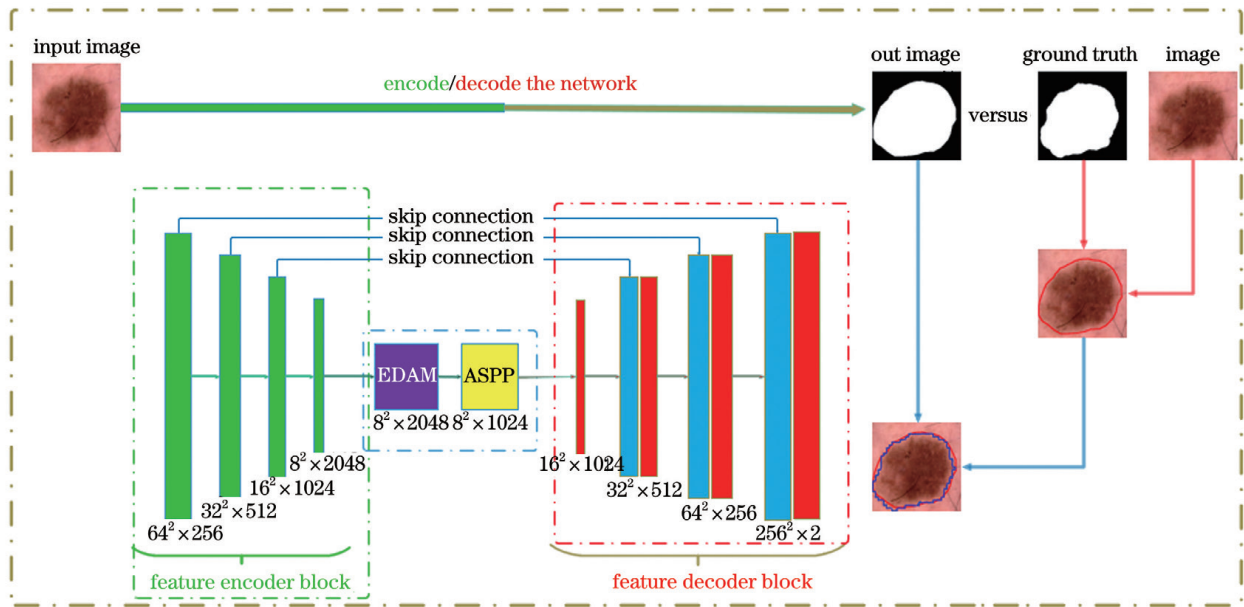 input image
encode/decode the network
out image
versus
ground truth
image
skip connection
skip connection
skip connection
EDAM
ASPP
8² × 2048
8² × 1024
8² × 2048
16² × 1024
32² × 512
64² × 256
16² × 1024
32² × 512
64² × 256
256² × 2
feature encoder block
feature decoder block